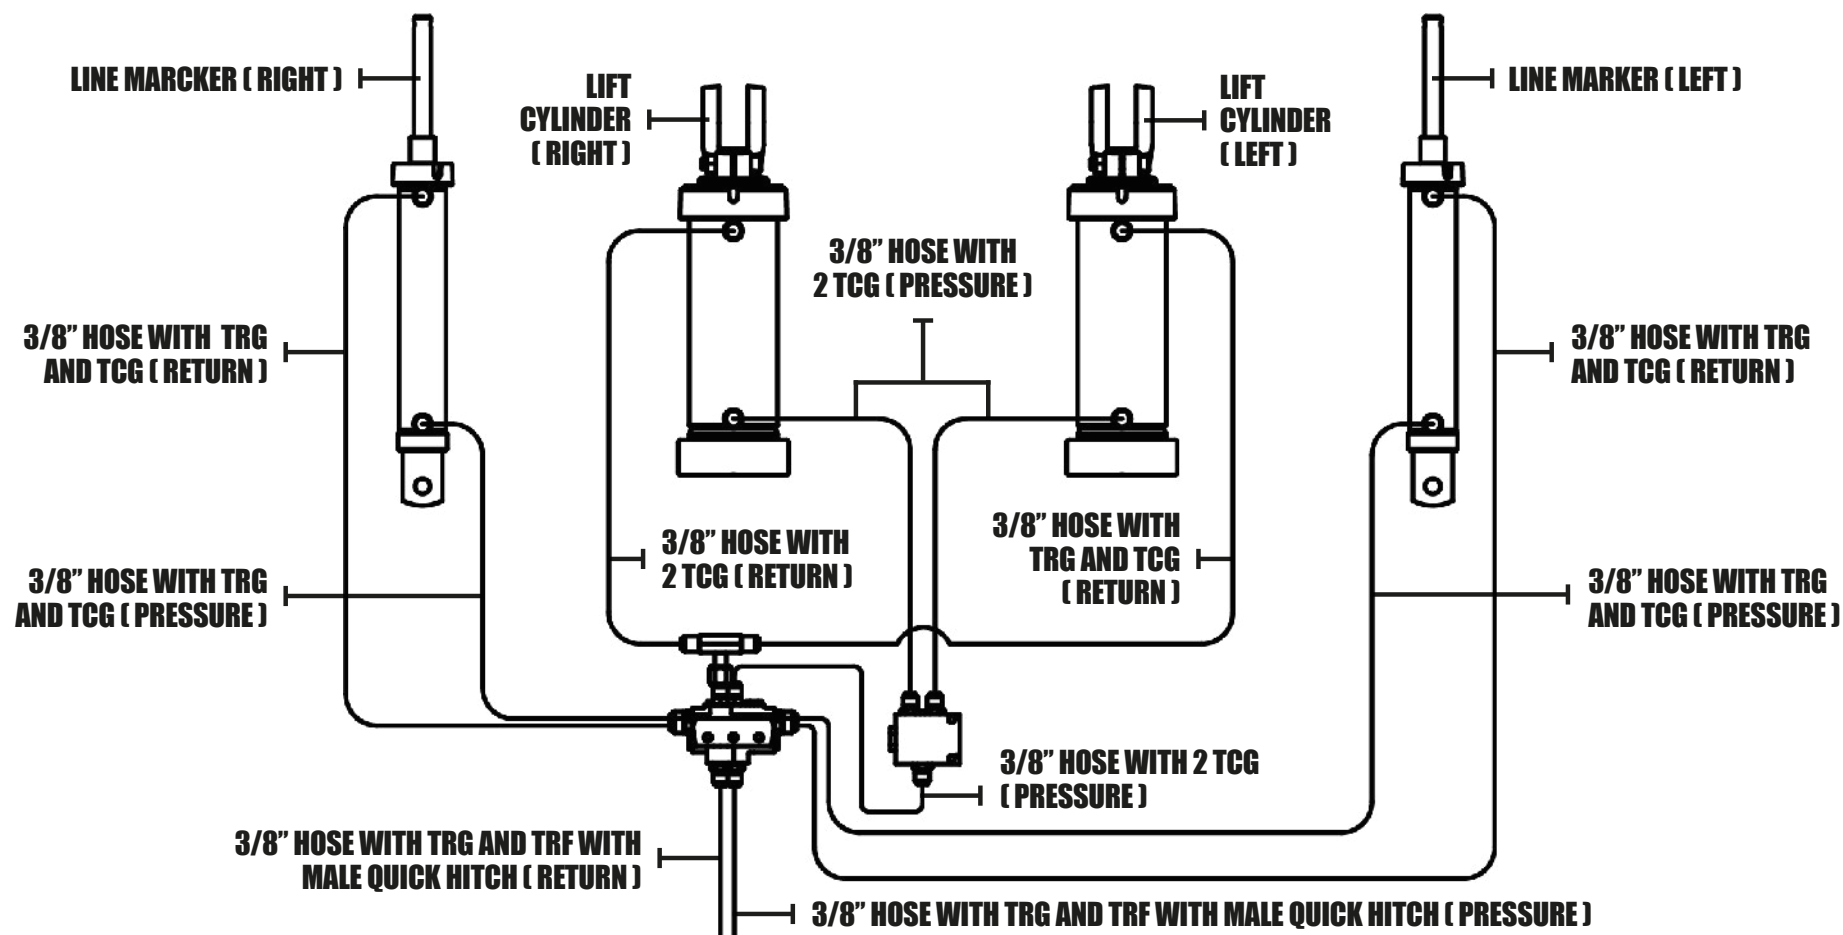 LINE MARCKER ( RIGHT )
LIFT
CYLINDER
( RIGHT )
LIFT
CYLINDER
( LEFT )
LINE MARKER ( LEFT )
3/8” HOSE WITH
2 TCG ( PRESSURE )
3/8” HOSE WITH TRG
AND TCG ( RETURN )
3/8” HOSE WITH TRG
AND TCG ( RETURN )
3/8” HOSE WITH
2 TCG ( RETURN )
3/8” HOSE WITH
TRG AND TCG
( RETURN )
3/8” HOSE WITH TRG
AND TCG ( PRESSURE )
3/8” HOSE WITH TRG
AND TCG ( PRESSURE )
3/8” HOSE WITH 2 TCG
( PRESSURE )
3/8” HOSE WITH TRG AND TRF WITH
MALE QUICK HITCH ( RETURN )
3/8” HOSE WITH TRG AND TRF WITH MALE QUICK HITCH ( PRESSURE )